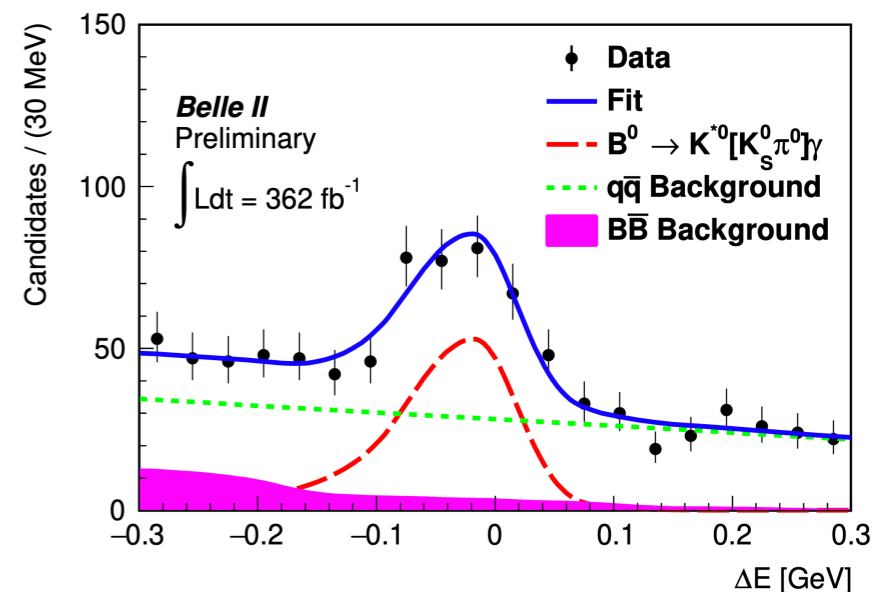 Candidates / (30 MeV)
150
100
50
0
Belle II
Preliminary
∫Ldt = 362 fb⁻¹
Data
Fit
B⁰ → K*⁰[K⁰_S π⁰]γ
qq̅ Background
BB̅ Background
−0.3 −0.2 −0.1 0 0.1 0.2 0.3
ΔE [GeV]